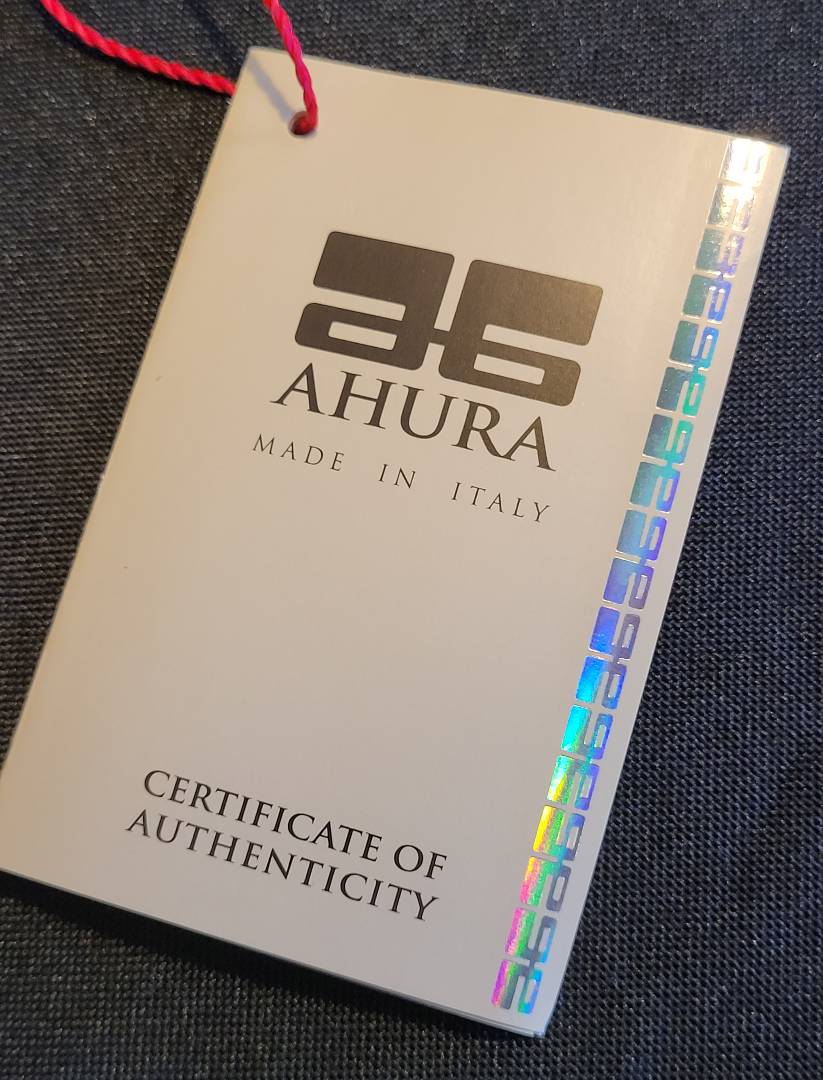 AHURA
MADE IN ITALY
CERTIFICATE OF
AUTHENTICITY